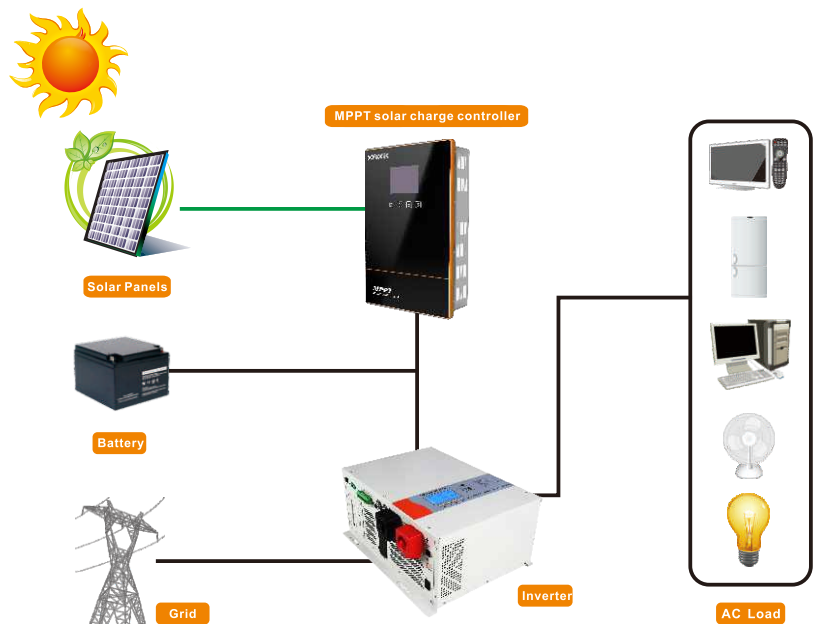 MPPT solar charge controller
Solar Panels
Battery
Inverter
Grid
AC Load